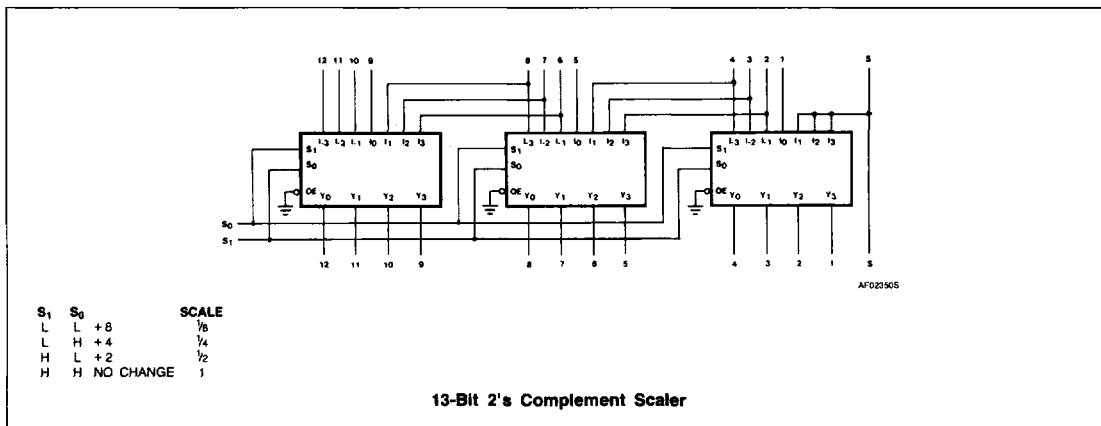 12 11 10 9 8 7 6 5 4 3 2 1 S
I-3 I-2 I-1 I0 I1 I2 I3 I-3 I-2 I-1 I0 I1 I2 I3 I-3 I-2 I-1 I0 I1 I2 I3
S1 S1 S1
S0 S0 S0
OE OE OE
Y0 Y1 Y2 Y3 Y0 Y1 Y2 Y3 Y0 Y1 Y2 Y3
S0
S1
12 11 10 9 8 7 6 5 4 3 2 1 S
AF02350S
S1 S0 SCALE
L L +8 1/8
L H +4 1/4
H L +2 1/2
H H NO CHANGE 1
13-Bit 2's Complement Scaler